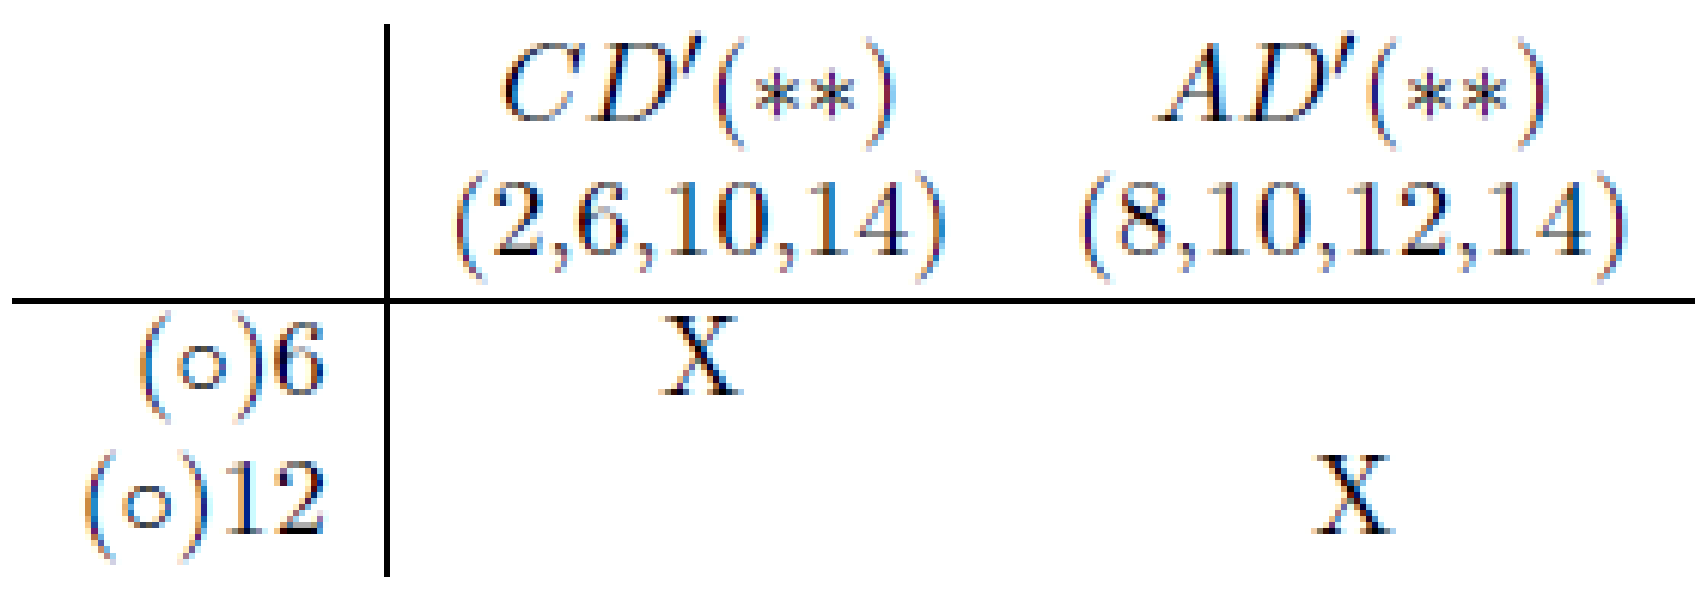 CD′(∗∗) AD′(∗∗)
(2,6,10,14) (8,10,12,14)
(∘)6 X
(∘)12 X